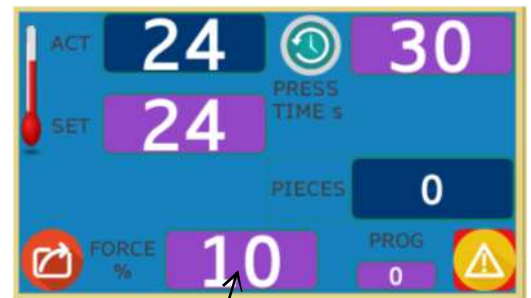 ACT 24
30
PRESS
TIME s
SET 24
PIECES 0
FORCE
% 10
PROG
0